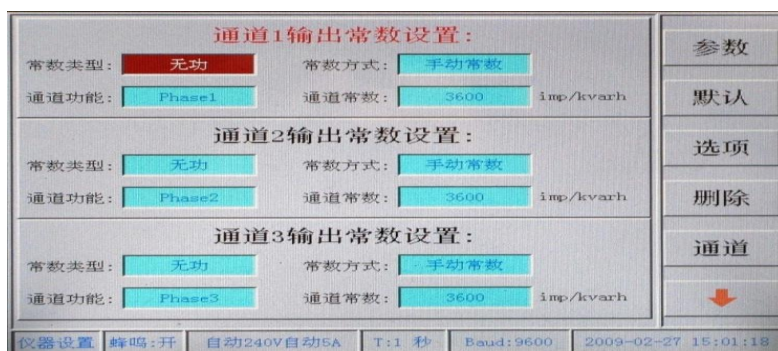 通道1输出常数设置:
常数类型: 无功 常数方式: 手动常数
通道功能: Phase1 通道常数: 3600 imp/kvarh
通道2输出常数设置:
常数类型: 无功 常数方式: 手动常数
通道功能: Phase2 通道常数: 3600 imp/kvarh
通道3输出常数设置:
常数类型: 无功 常数方式: 手动常数
通道功能: Phase3 通道常数: 3600 imp/kvarh
参数
默认
选项
删除
通道
仪器设置 蜂鸣:开 自动240V自动5A T:1 秒 Baud:9600 2009-02-27 15:01:18